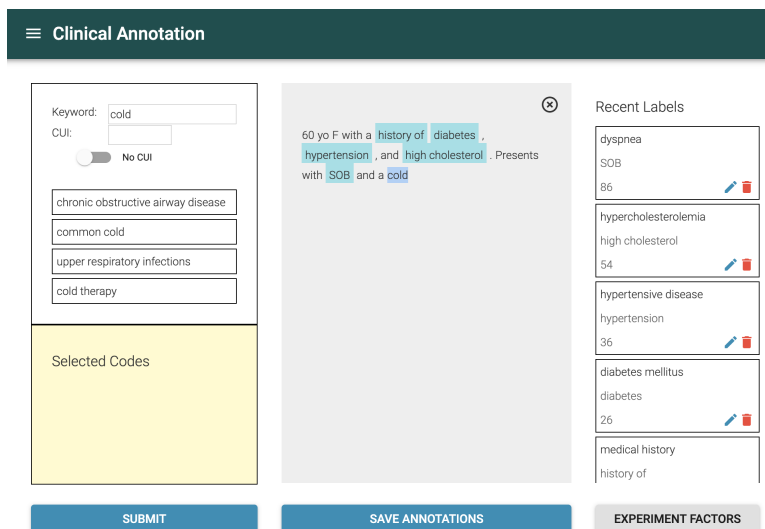 Clinical Annotation
Keyword: cold
CUI:
No CUI
chronic obstructive airway disease
common cold
upper respiratory infections
cold therapy
Selected Codes
SUBMIT
60 yo F with a history of diabetes ,
hypertension , and high cholesterol . Presents
with SOB and a cold
SAVE ANNOTATIONS
Recent Labels
dyspnea
SOB
86
hypercholesterolemia
high cholesterol
54
hypertensive disease
hypertension
36
diabetes mellitus
diabetes
26
medical history
history of
EXPERIMENT FACTORS